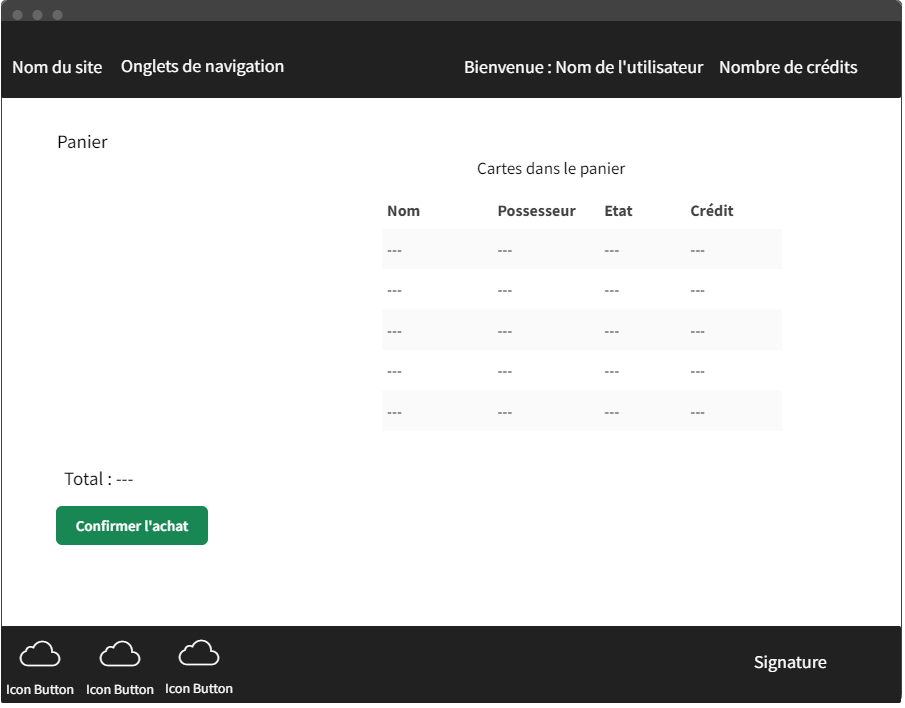 Nom du site Onglets de navigation Bienvenue : Nom de l'utilisateur Nombre de crédits
Panier
Cartes dans le panier
Nom Possesseur Etat Crédit
--- --- --- ---
--- --- --- ---
--- --- --- ---
--- --- --- ---
--- --- --- ---
Total : ---
Confirmer l'achat
Icon Button Icon Button Icon Button Signature